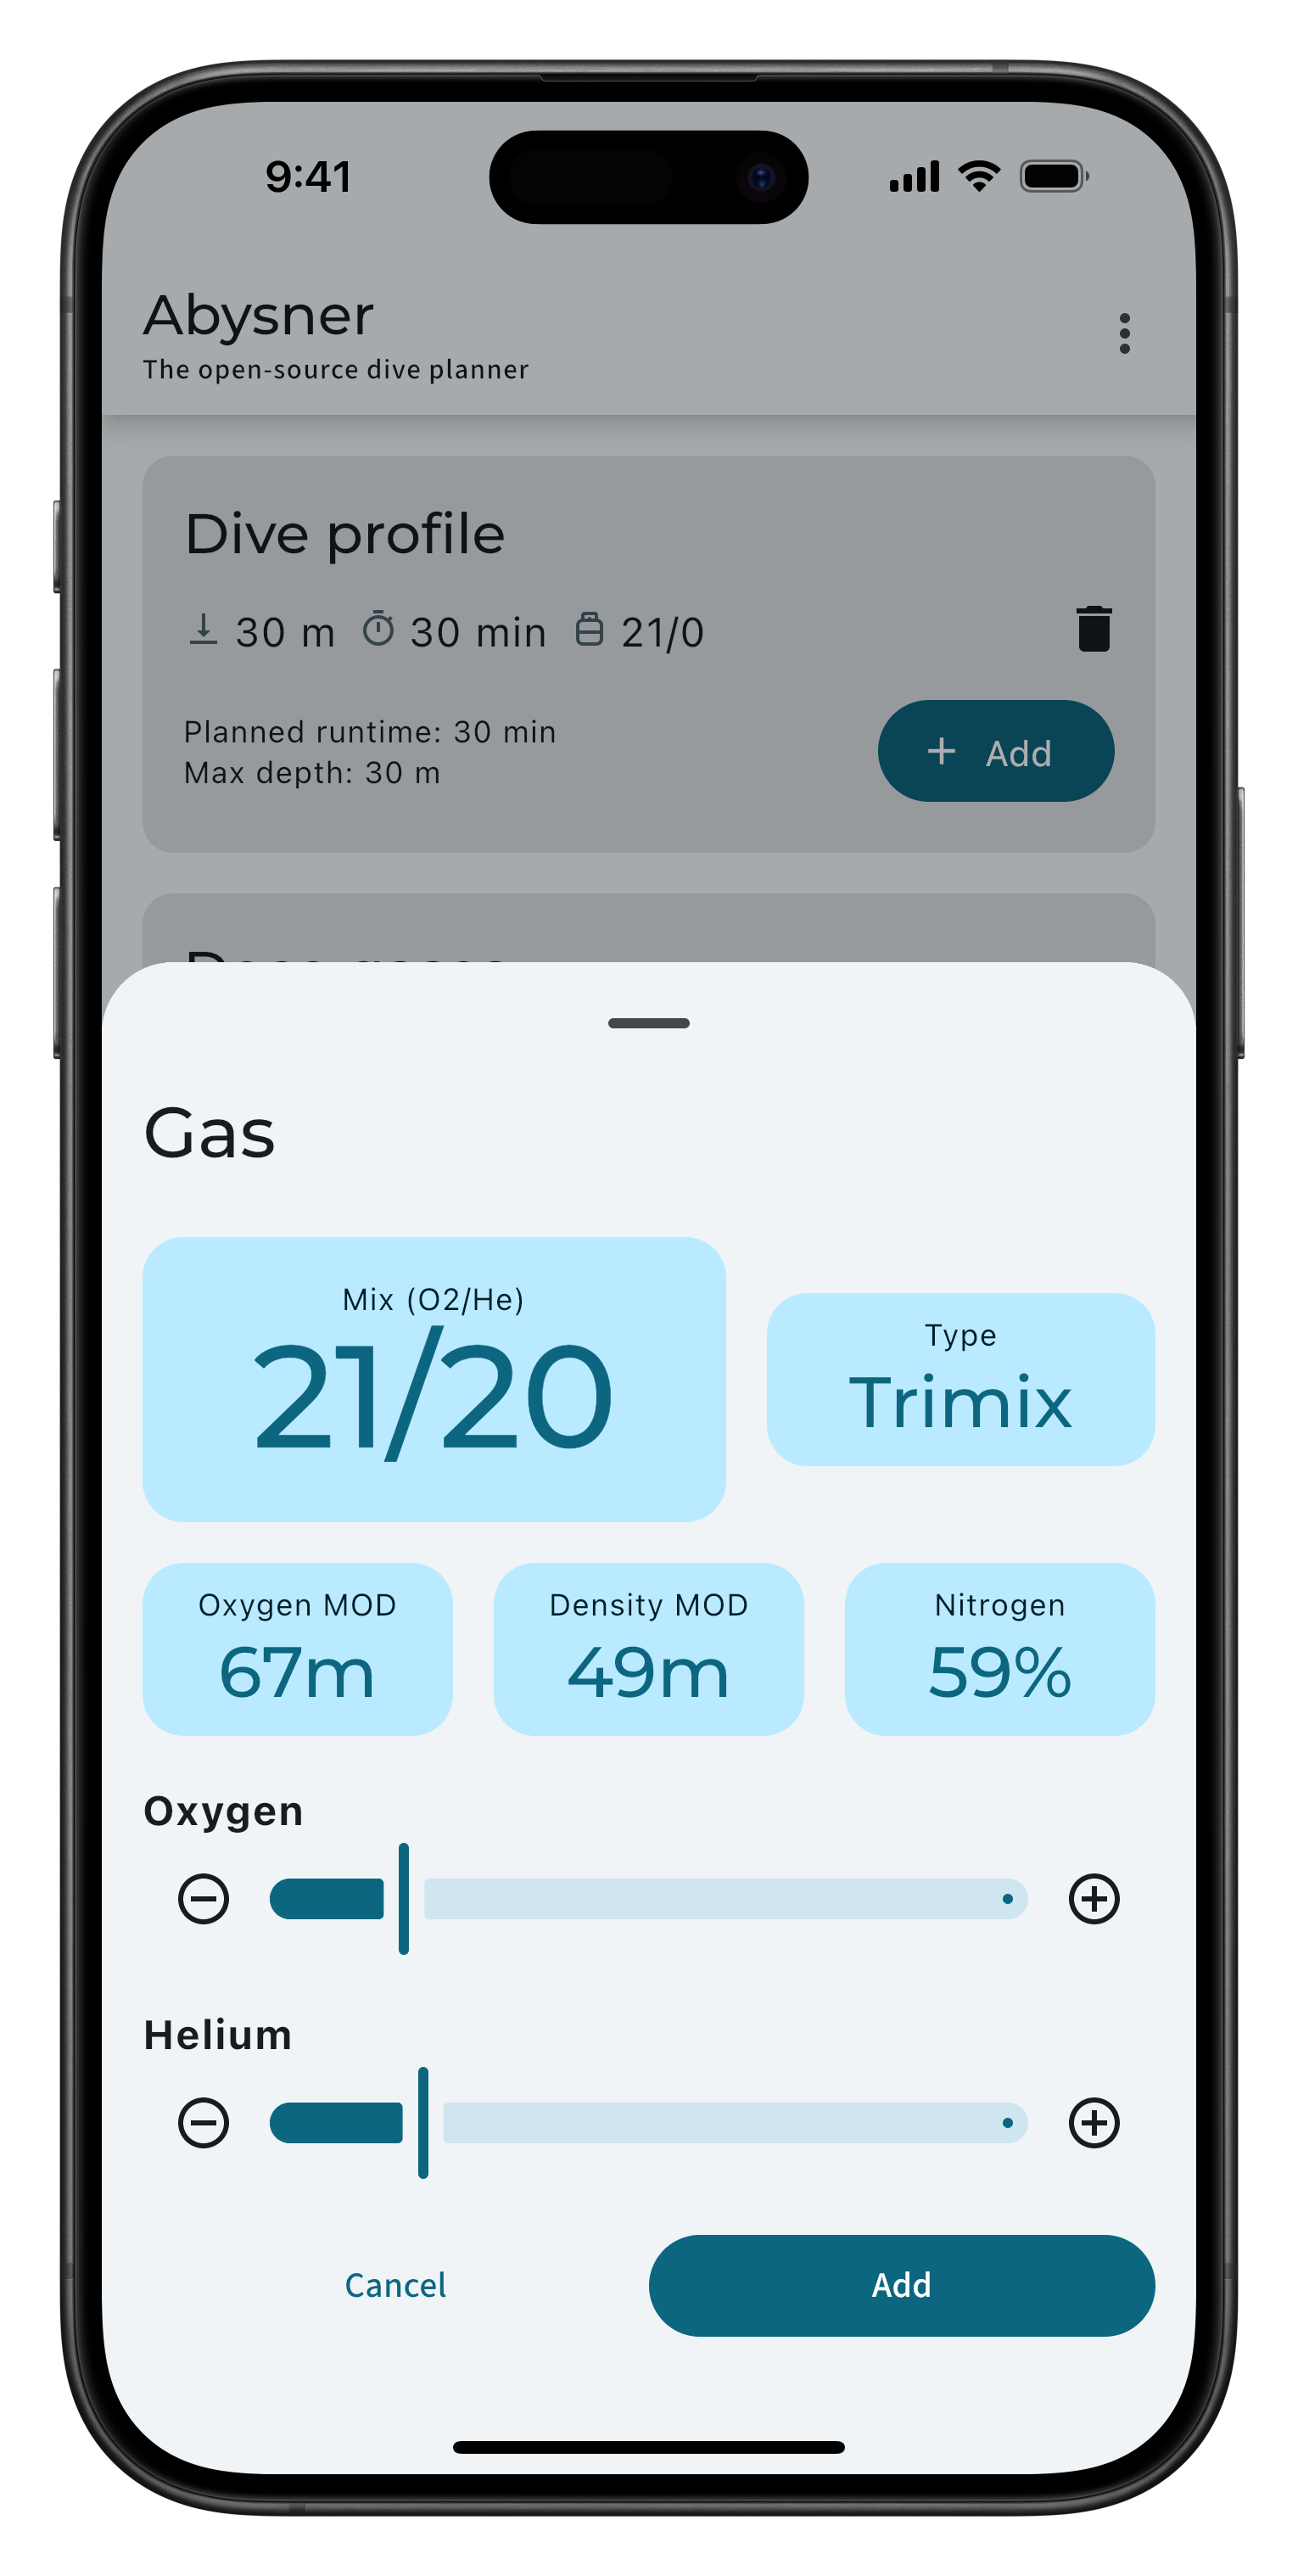 9:41
Abysner
The open-source dive planner
Dive profile
30 m 30 min 21/0
Planned runtime: 30 min
Max depth: 30 m
+ Add
Gas
Mix (O2/He)
21/20
Type
Trimix
Oxygen MOD
67m
Density MOD
49m
Nitrogen
59%
Oxygen
Helium
Cancel
Add